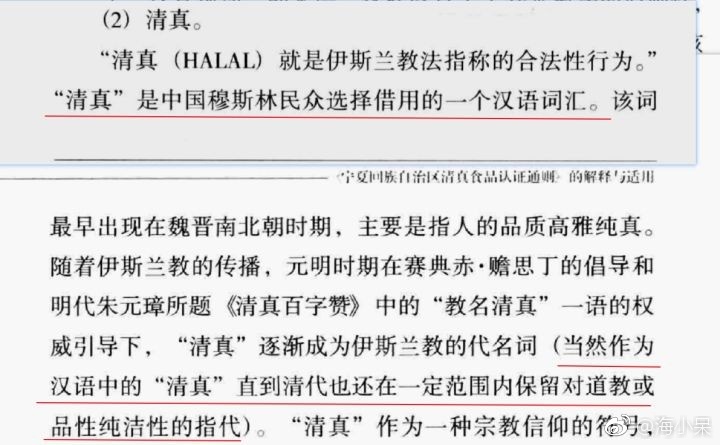 （2）清真。
“清真（HALAL）就是伊斯兰教法指称的合法性行为。”
“清真”是中国穆斯林民众选择借用的一个汉语词汇。该词
《宁夏回族自治区清真食品认证通则》的解释与适用
最早出现在魏晋南北朝时期，主要是指人的品质高雅纯真。
随着伊斯兰教的传播，元明时期在赛典赤·赡思丁的倡导和
明代朱元璋所题《清真百字赞》中的“教名清真”一语的权
威引导下，“清真”逐渐成为伊斯兰教的代名词（当然作为
汉语中的“清真”直到清代也还在一定范围内保留对道教或
品性纯洁性的指代）。“清真”作为一种宗教信仰的符号，
@海小呆